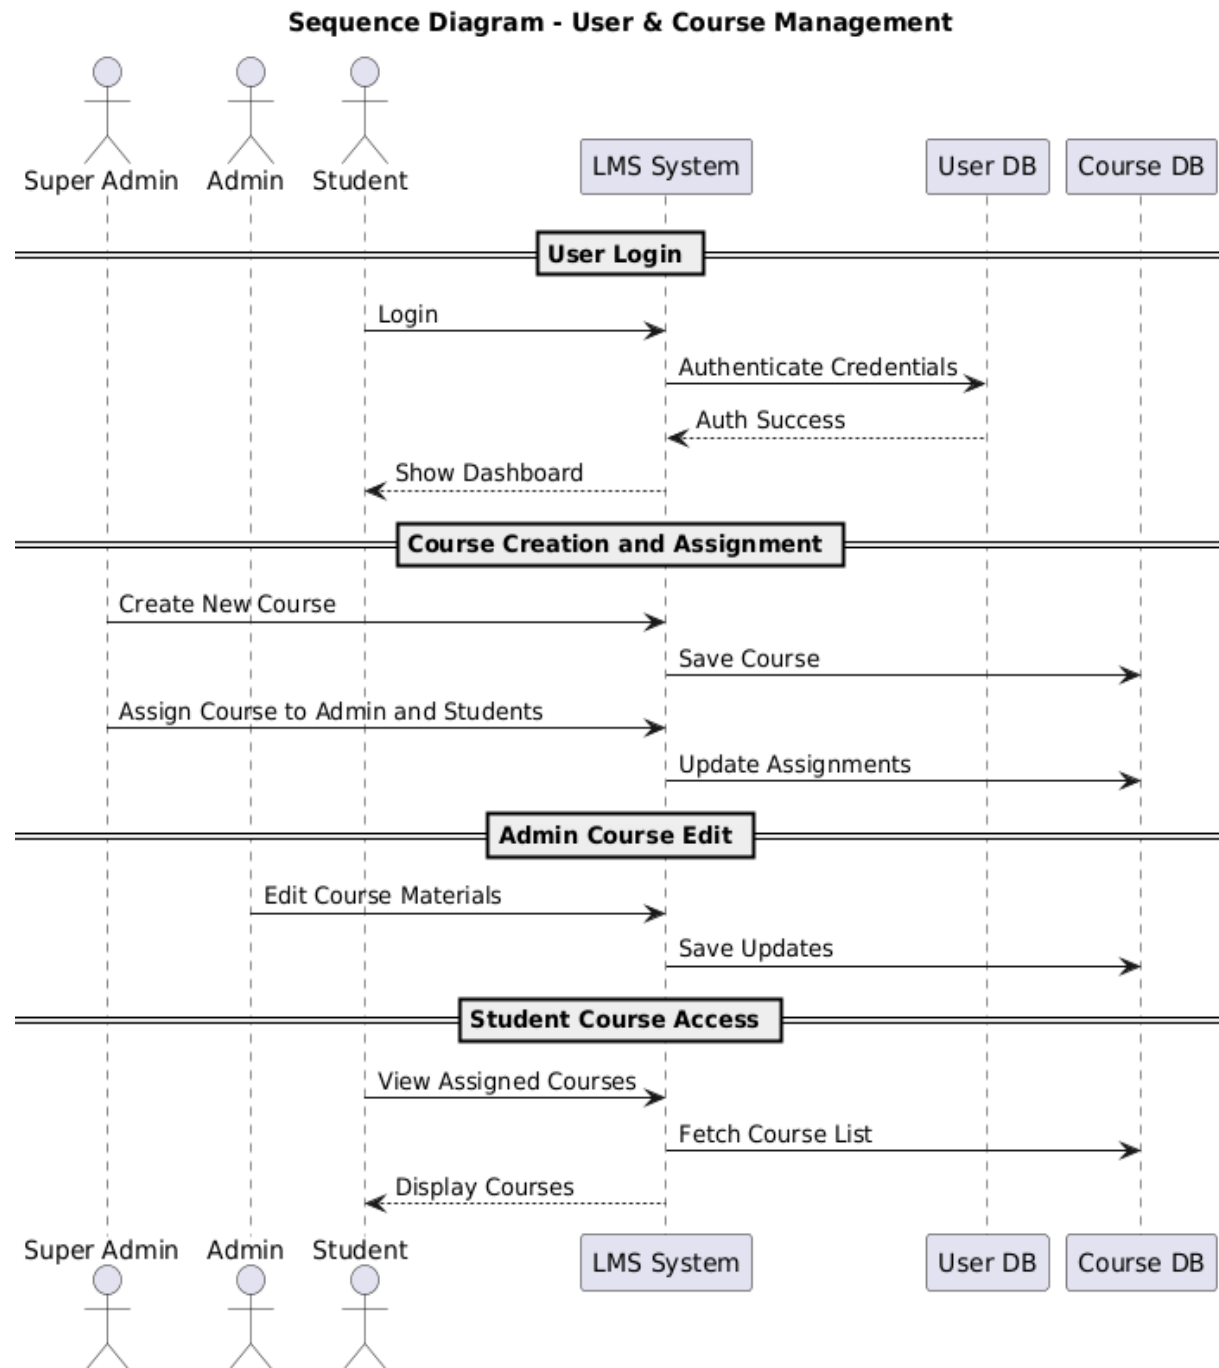 Sequence Diagram - User & Course Management
Super Admin
Admin
Student
LMS System
User DB
Course DB
User Login
Login
Authenticate Credentials
Auth Success
Show Dashboard
Course Creation and Assignment
Create New Course
Save Course
Assign Course to Admin and Students
Update Assignments
Admin Course Edit
Edit Course Materials
Save Updates
Student Course Access
View Assigned Courses
Fetch Course List
Display Courses
Super Admin
Admin
Student
LMS System
User DB
Course DB